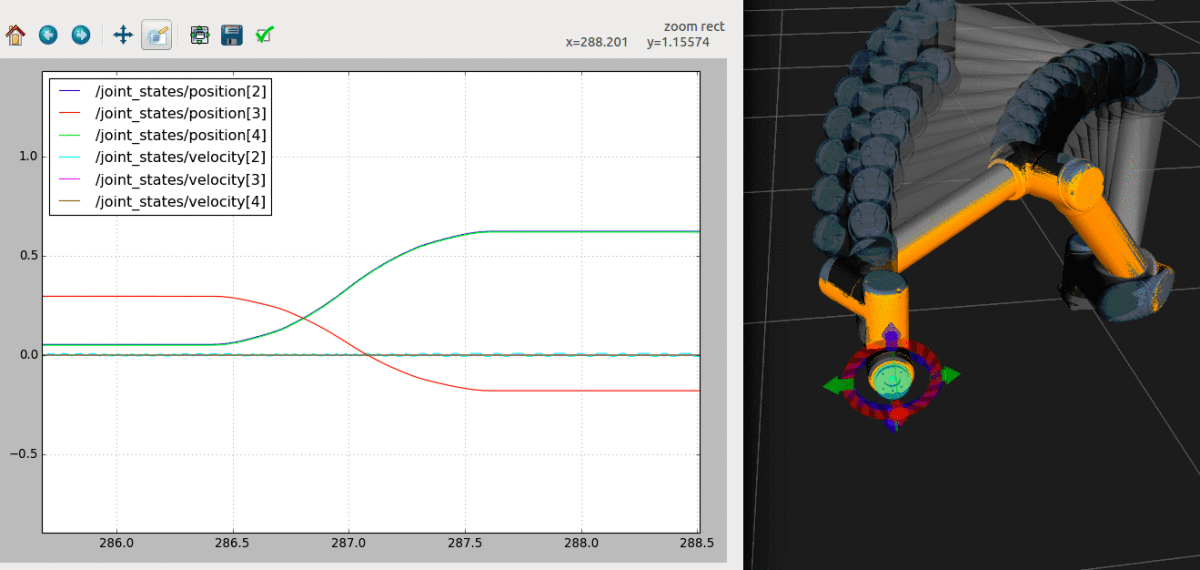 zoom rect
x=288.201 y=1.15574
/joint_states/position[2]
/joint_states/position[3]
/joint_states/position[4]
/joint_states/velocity[2]
/joint_states/velocity[3]
/joint_states/velocity[4]
1.0
0.5
0.0
−0.5
286.0 286.5 287.0 287.5 288.0 288.5